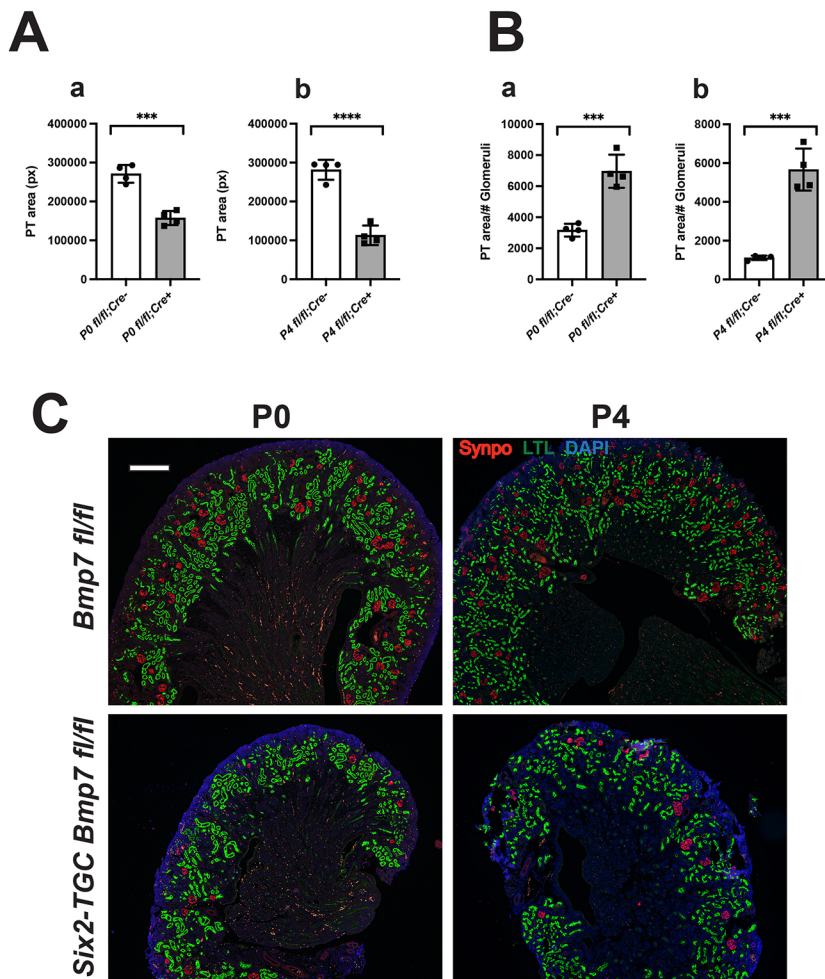 A
B
a
b
a
b
***
****
***
***
PT area (px)
400000
300000
200000
100000
0
P0 fl/fl;Cre-
P0 fl/fl;Cre+
PT area (px)
400000
300000
200000
100000
0
P4 fl/fl;Cre-
P4 fl/fl;Cre+
PT area/# Glomeruli
10000
8000
6000
4000
2000
0
P0 fl/fl;Cre-
P0 fl/fl;Cre+
PT area/# Glomeruli
8000
6000
4000
2000
0
P4 fl/fl;Cre-
P4 fl/fl;Cre+
C
P0
P4
Synpo LTL DAPI
Bmp7 fl/fl
Six2-TGC Bmp7 fl/fl